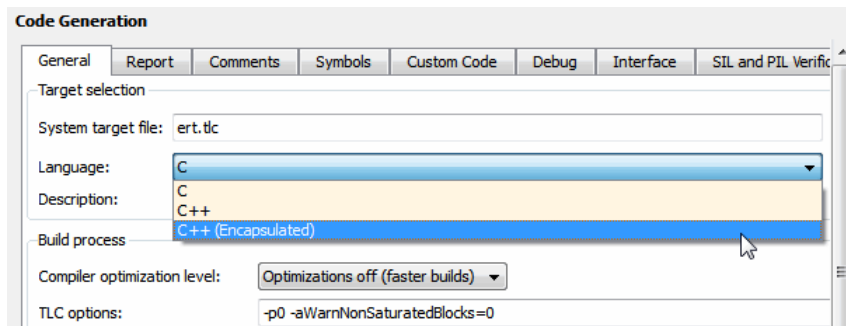 Code Generation
General Report Comments Symbols Custom Code Debug Interface SIL and PIL Verific
Target selection
System target file: ert.tlc
Language: C
C
Description:
C++
C++ (Encapsulated)
Build process
Compiler optimization level: Optimizations off (faster builds)
TLC options: -p0 -aWarnNonSaturatedBlocks=0